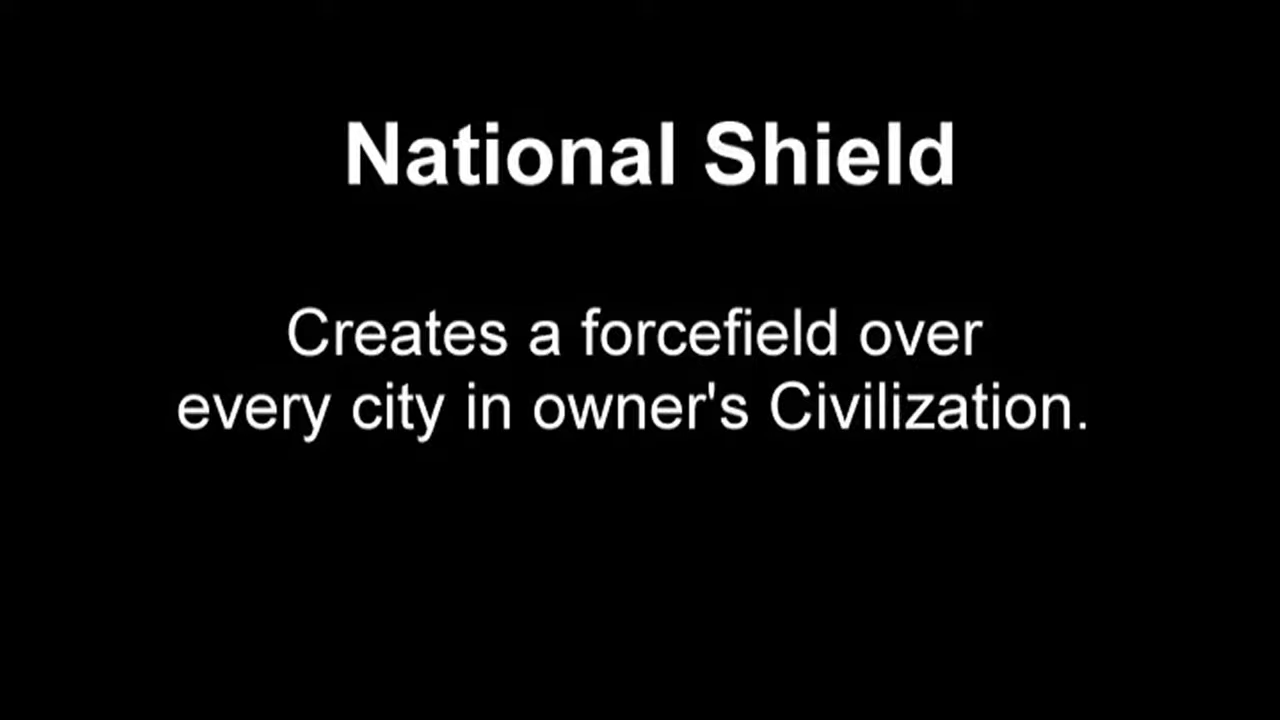 National Shield
Creates a forcefield over
every city in owner's Civilization.